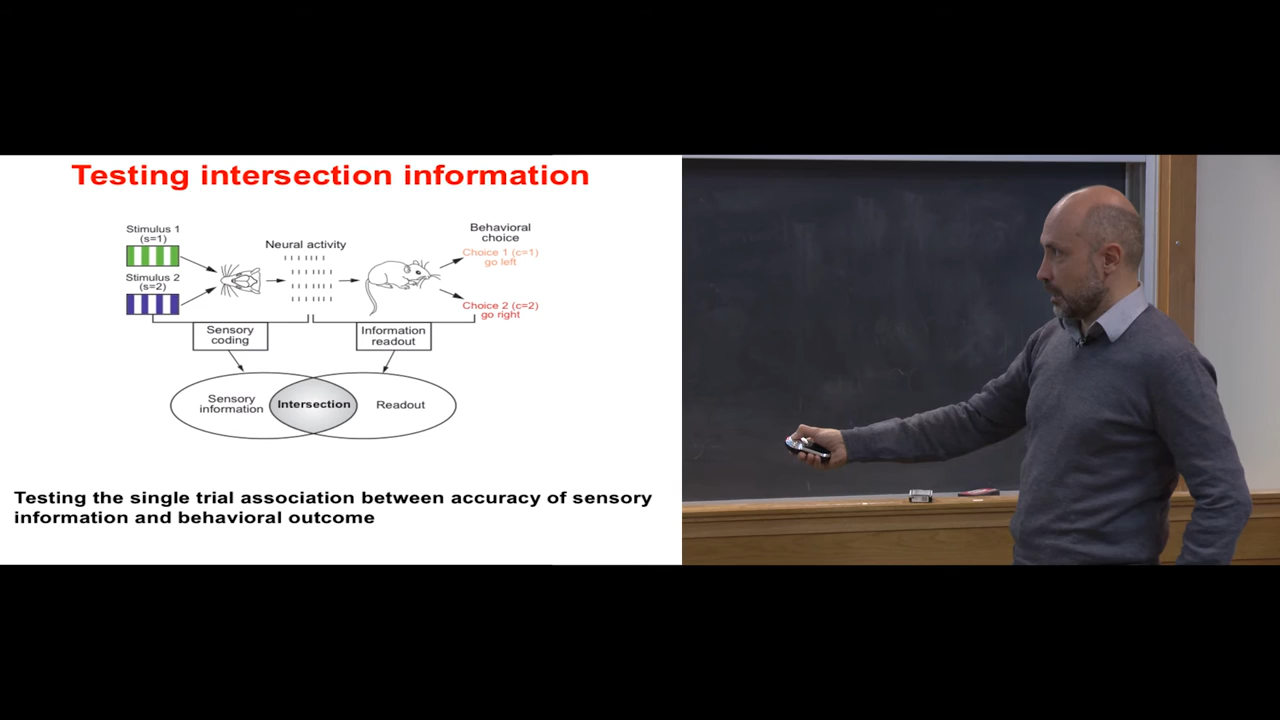 Testing intersection information
Stimulus 1
(s=1)
Stimulus 2
(s=2)
Neural activity
Behavioral
choice
Choice 1 (c=1)
go left
Choice 2 (c=2)
go right
Sensory
coding
Information
readout
Sensory
information
Intersection
Readout
Testing the single trial association between accuracy of sensory
information and behavioral outcome